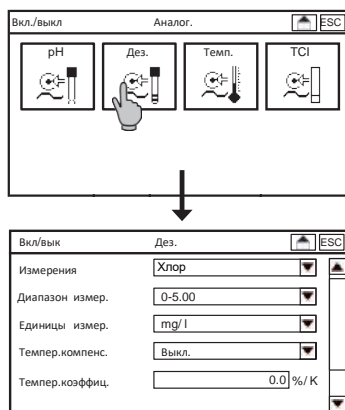 Вкл./выкл Аналог. ESC
pH Дез. Темп. TCI
Вкл/вык Дез. ESC
Измерения Хлор
Диапазон измер. 0-5.00
Единицы измер. mg/ l
Темпер.компенс. Выкл.
Темпер.коэффиц. 0.0 %/ K